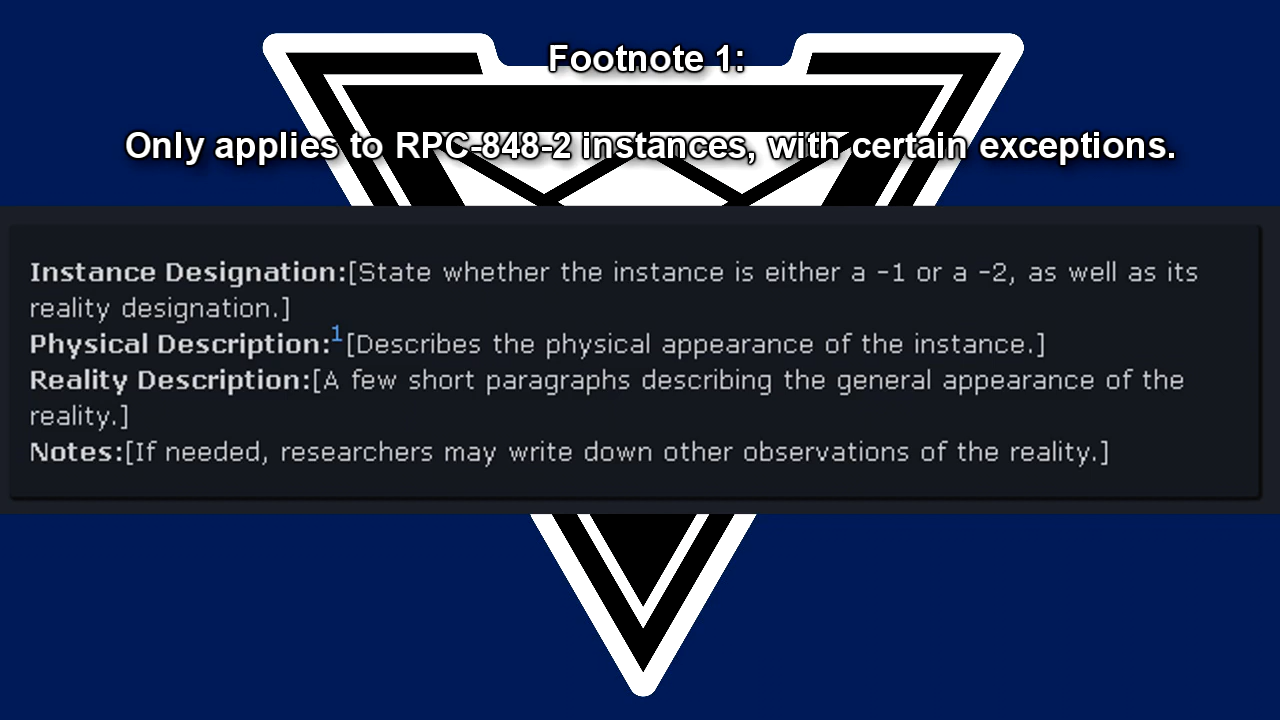 Footnote 1:
Only applies to RPC-848-2 instances, with certain exceptions.
Instance Designation:[State whether the instance is either a -1 or a -2, as well as its
reality designation.]
Physical Description:1[Describes the physical appearance of the instance.]
Reality Description:[A few short paragraphs describing the general appearance of the
reality.]
Notes:[If needed, researchers may write down other observations of the reality.]